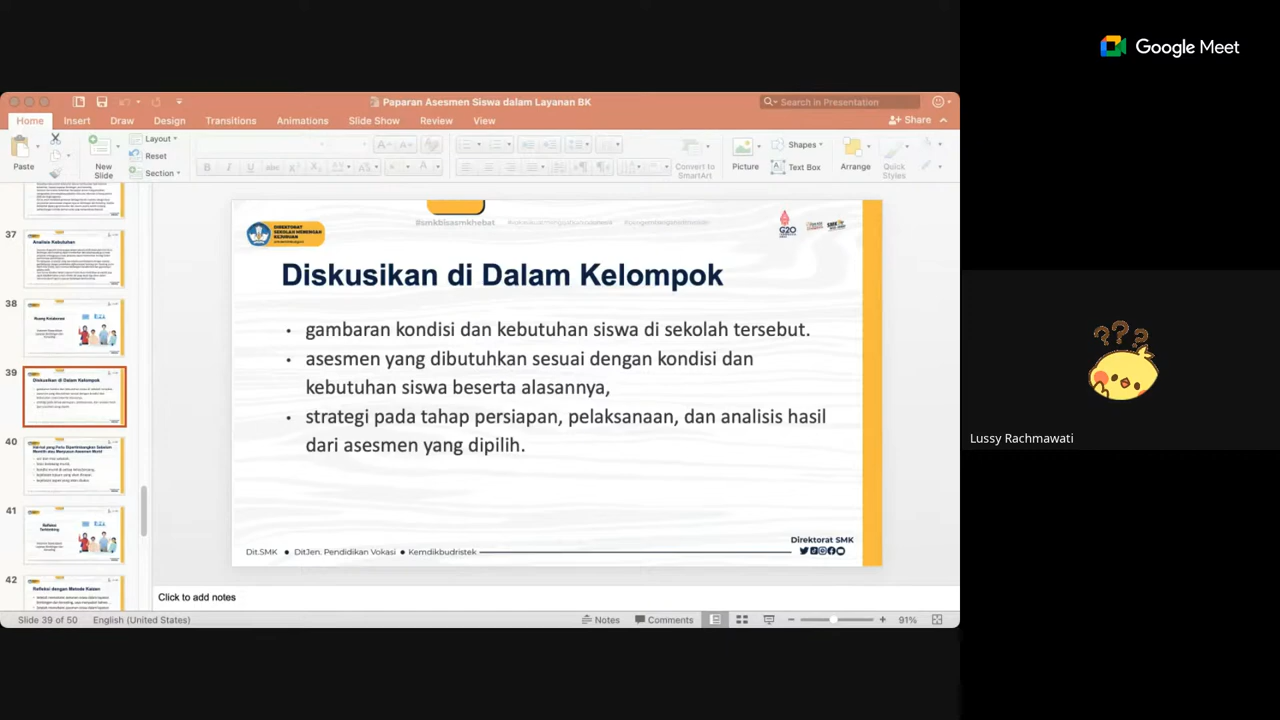 Google Meet
Paparan Asesmen Siswa dalam Layanan BK
Search in Presentation
Home Insert Draw Design Transitions Animations Slide Show Review View
Share
Paste
New Slide
Layout
Reset
Section
B I U abc
Convert to SmartArt
Picture
Shapes
Text Box
Arrange
Quick Styles
37
Analisis Kebutuhan
38
Ruang Kolaborasi
39
Diskusikan di Dalam Kelompok
40
41
Refleksi Terbimbing
42
Refleksi dengan Metode Kaizen
DIREKTORAT
SEKOLAH MENENGAH
KEJURUAN
#smkbisasmkhebat
G20
Diskusikan di Dalam Kelompok
• gambaran kondisi dan kebutuhan siswa di sekolah tersebut.
• asesmen yang dibutuhkan sesuai dengan kondisi dan
kebutuhan siswa beserta alasannya,
• strategi pada tahap persiapan, pelaksanaan, dan analisis hasil
dari asesmen yang dipilih.
Direktorat SMK
Dit.SMK ● DitJen. Pendidikan Vokasi ● Kemdikbudristek
Click to add notes
Slide 39 of 50 English (United States) Notes Comments 91%
Lussy Rachmawati